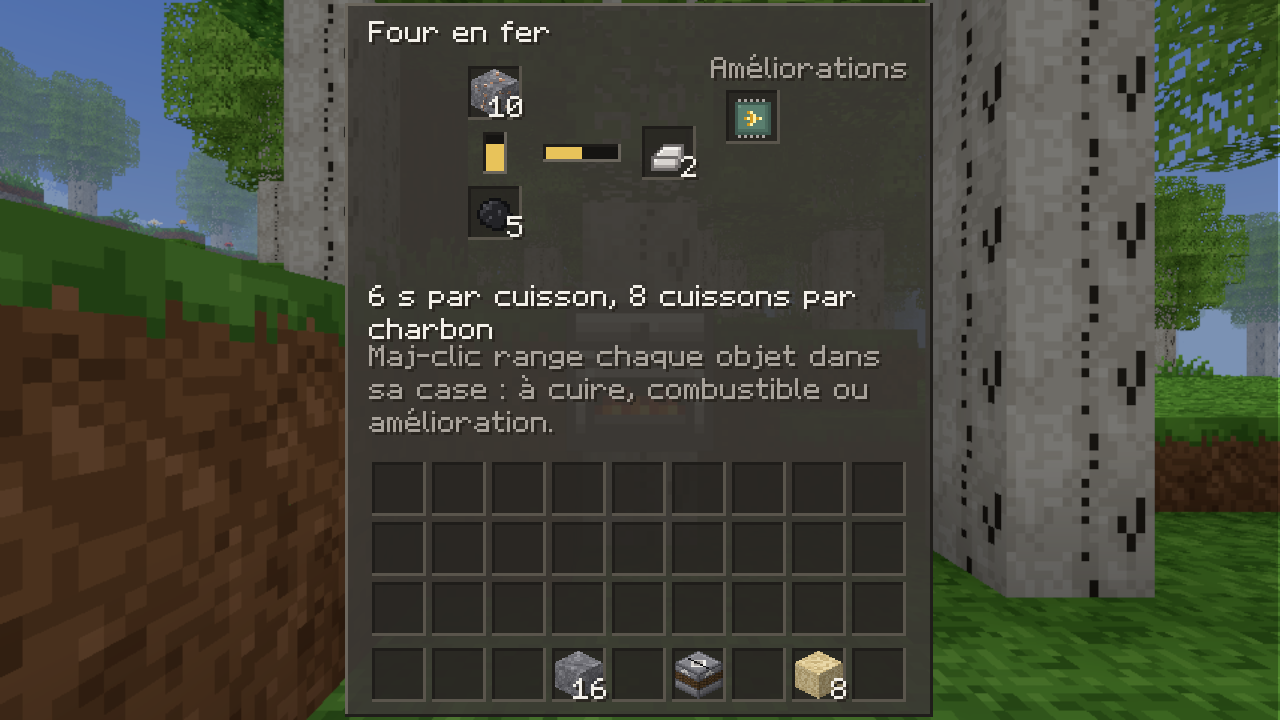 Four en fer
Améliorations
10
2
5
6 s par cuisson, 8 cuissons par
charbon
Maj-clic range chaque objet dans
sa case : à cuire, combustible ou
amélioration.
16
8